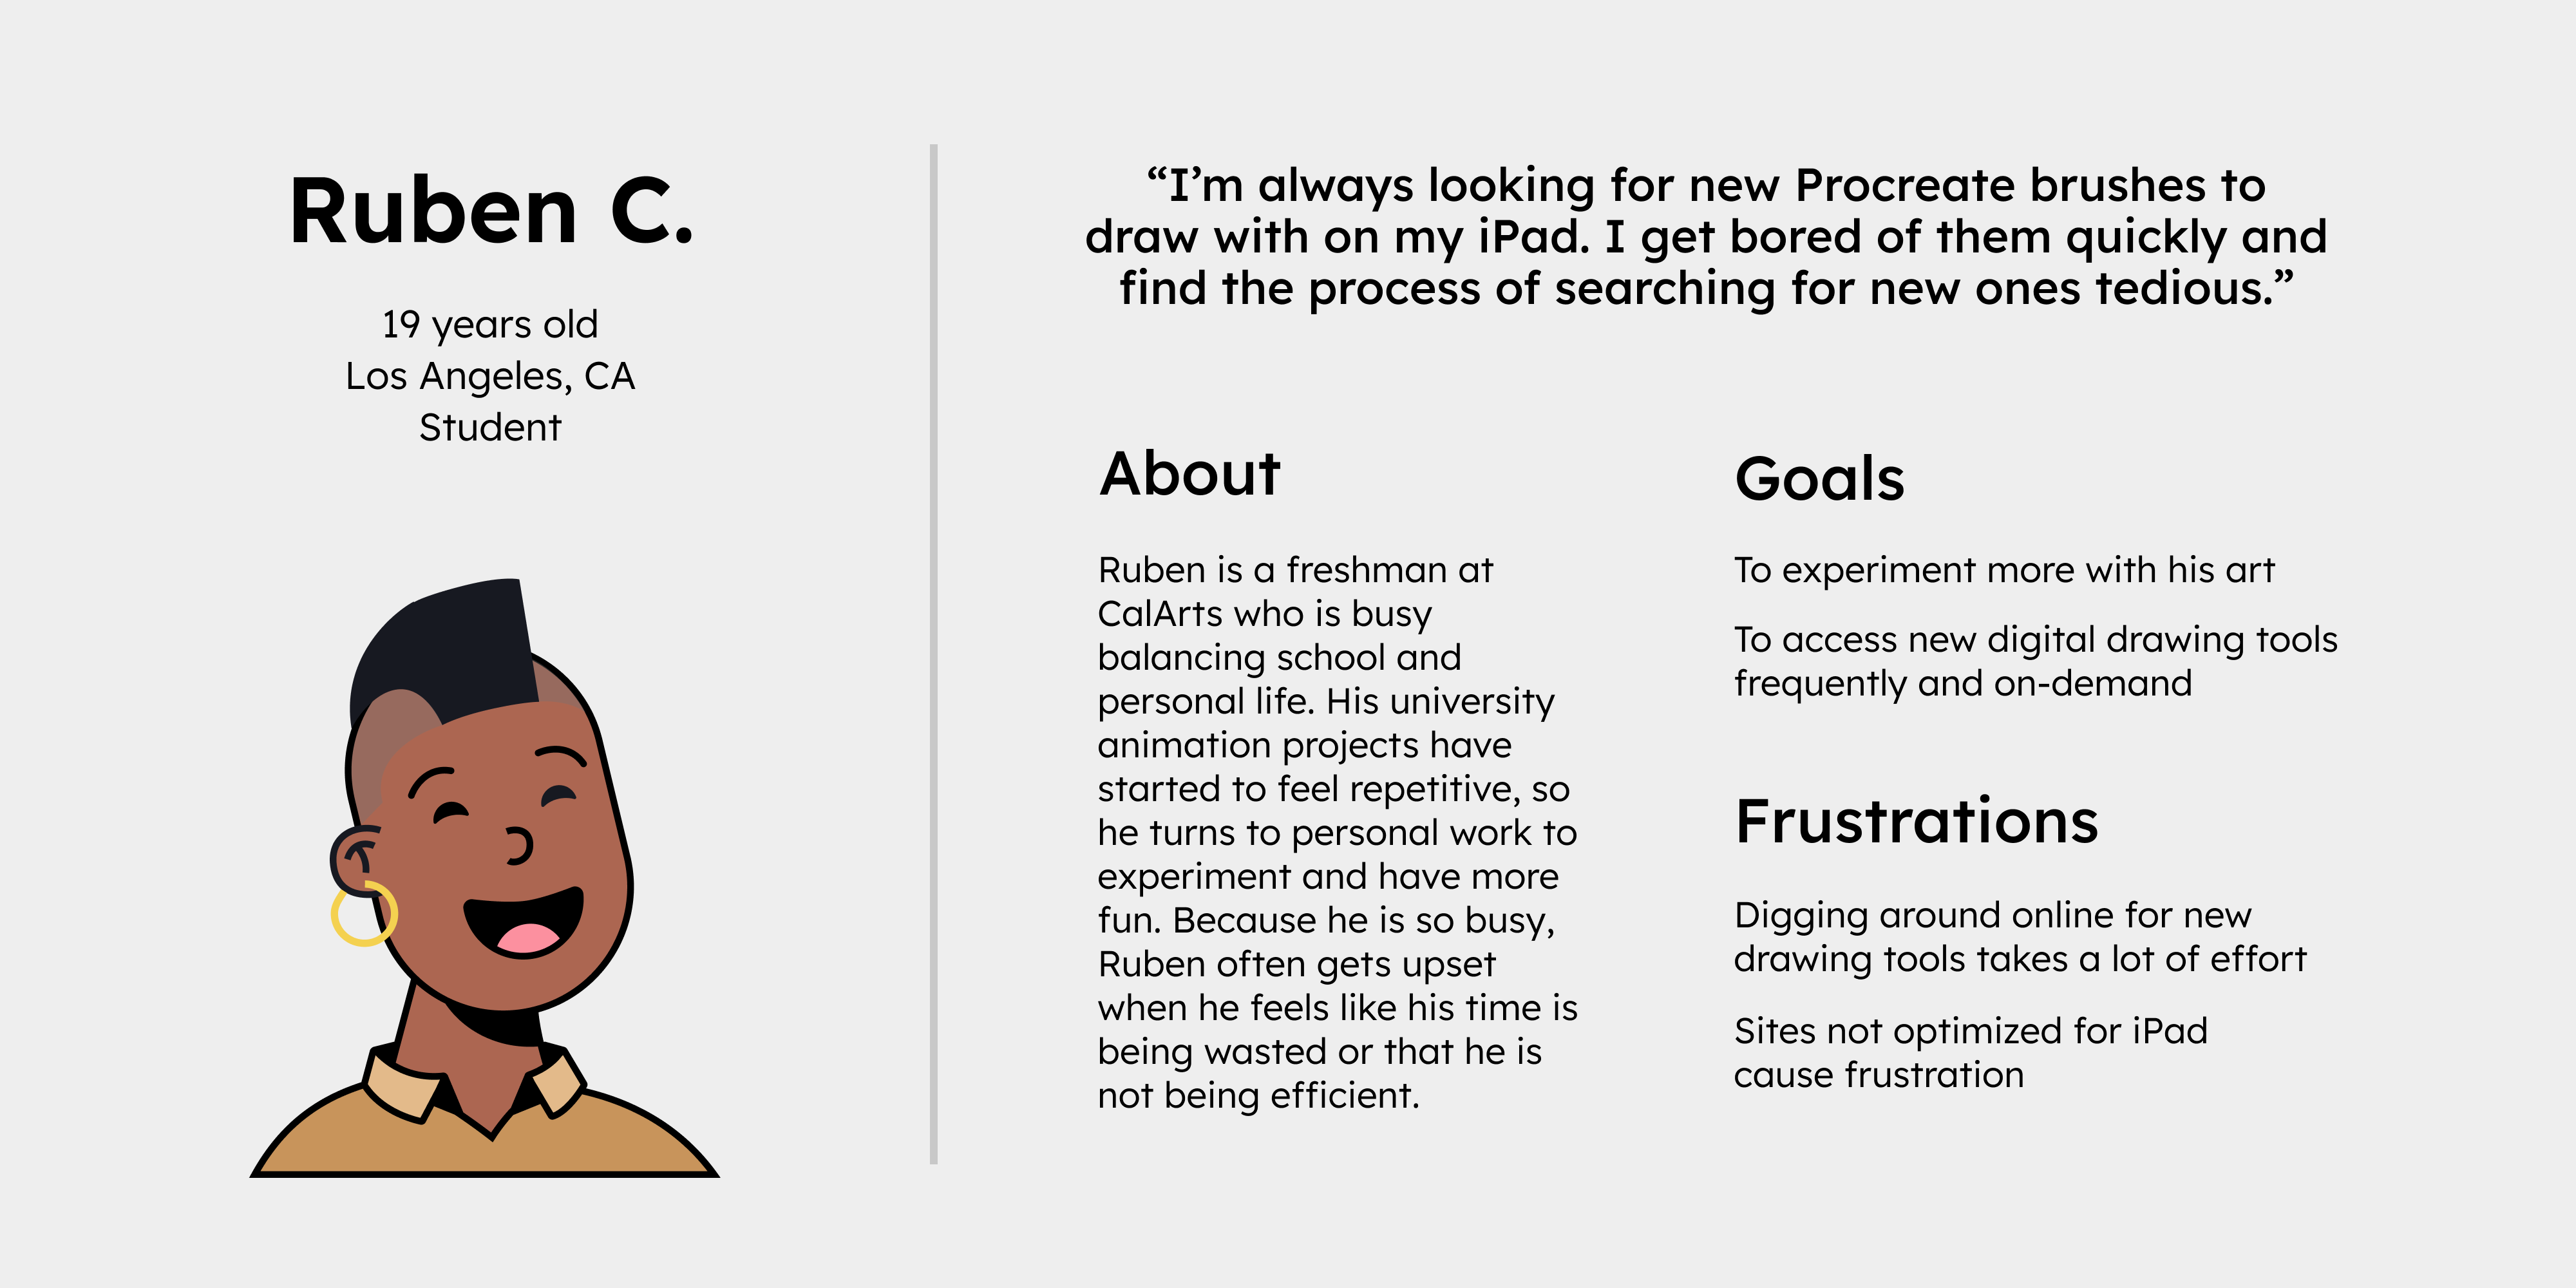 Ruben C.
19 years old
Los Angeles, CA
Student
“I’m always looking for new Procreate brushes to
draw with on my iPad. I get bored of them quickly and
find the process of searching for new ones tedious.”
About
Ruben is a freshman at
CalArts who is busy
balancing school and
personal life. His university
animation projects have
started to feel repetitive, so
he turns to personal work to
experiment and have more
fun. Because he is so busy,
Ruben often gets upset
when he feels like his time is
being wasted or that he is
not being efficient.
Goals
To experiment more with his art
To access new digital drawing tools
frequently and on-demand
Frustrations
Digging around online for new
drawing tools takes a lot of effort
Sites not optimized for iPad
cause frustration